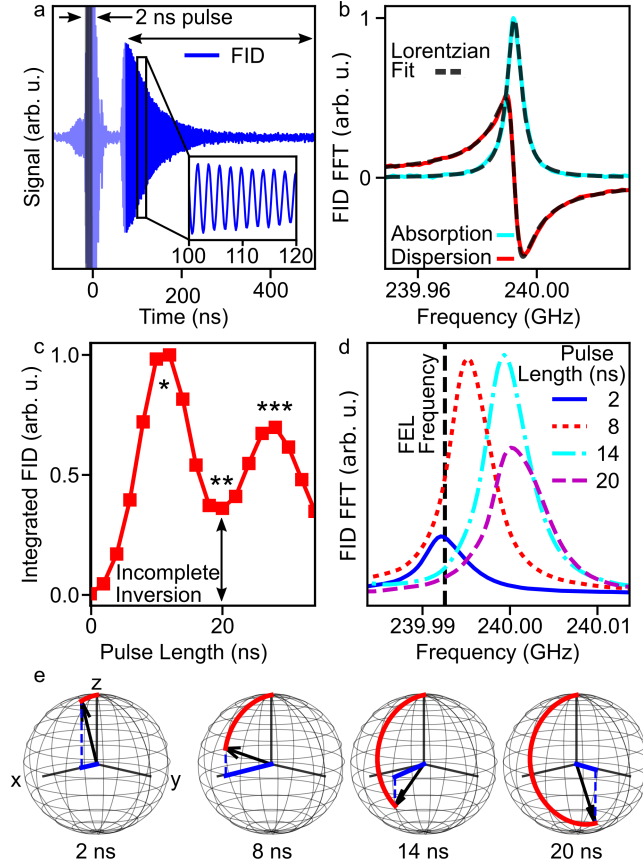 a
2 ns pulse
FID
Signal (arb. u.)
100
120
0
200
400
Time (ns)
b
1
0
FID FFT (arb. u.)
Lorentzian
Fit
Absorption
Dispersion
239.96
240.00
Frequency (GHz)
c
1.0
0.5
0.0
Integrated FID (arb. u.)
*
**
***
Incomplete
Inversion
0
20
Pulse Length (ns)
d
Pulse
Length (ns)
2
8
14
20
FEL
Frequency
FID FFT (arb. u.)
239.99
240.00
240.01
Frequency (GHz)
e
z
x
y
2 ns
8 ns
14 ns
20 ns